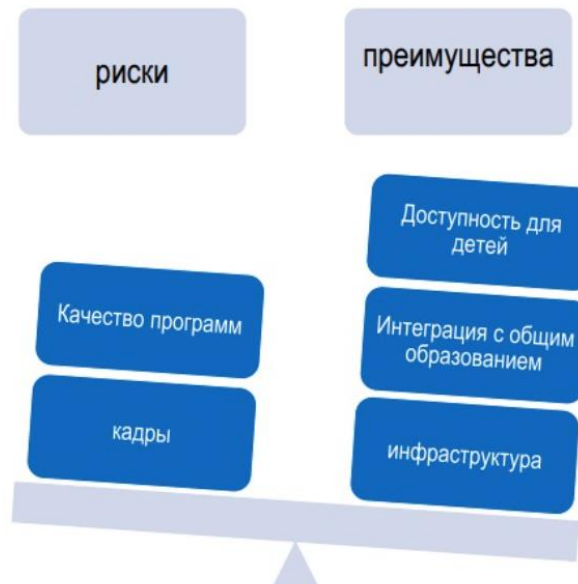 риски
преимущества
Доступность для
детей
Качество программ
Интеграция с общим
образованием
кадры
инфраструктура